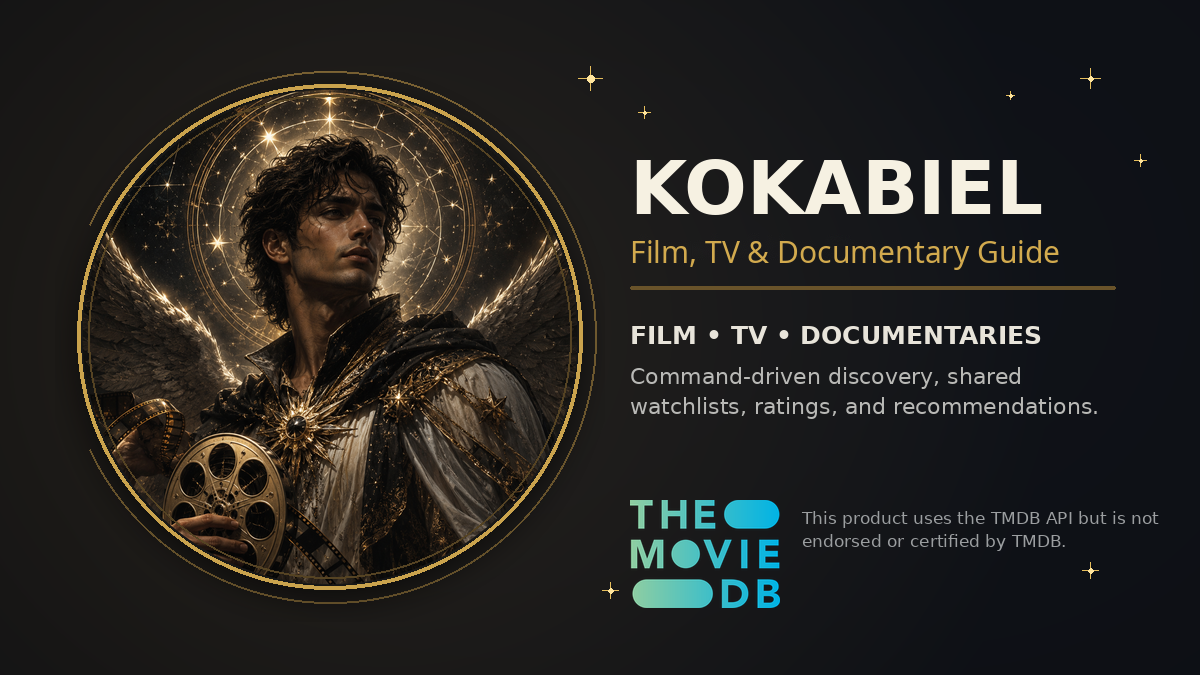 KOKABIEL
Film, TV & Documentary Guide
FILM • TV • DOCUMENTARIES
Command-driven discovery, shared
watchlists, ratings, and recommendations.
THE
MOVIE
DB
This product uses the TMDB API but is not
endorsed or certified by TMDB.